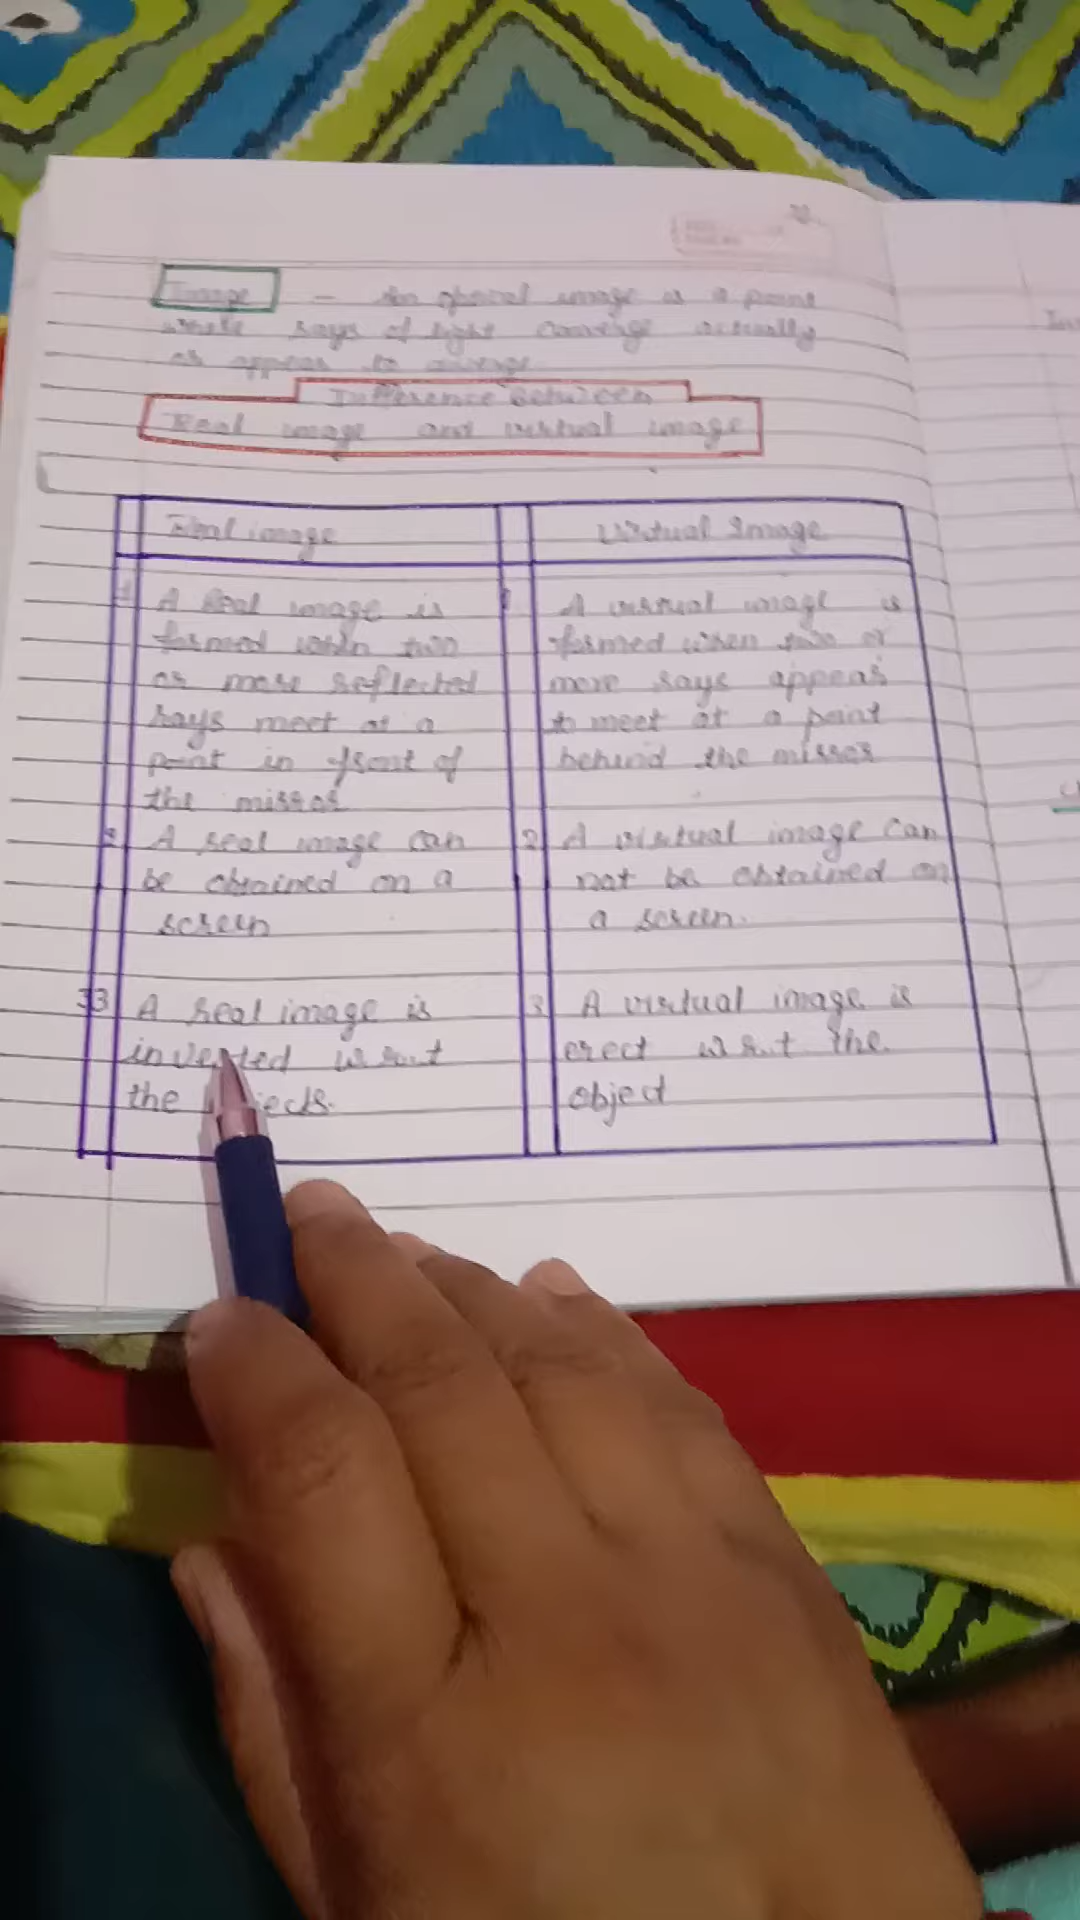 Image - An optical image is a point
where rays of light converge actually
or appear to diverge
Difference Between
Real image and virtual image
Real image
Virtual Image
1 A Real image is
formed when two
or more reflected
rays meet at a
point in front of
the mirror
2 A real image can
be obtained on a
screen
33 A real image is
inverted w.r.t
the objects.
1 A virtual image is
formed when two or
more rays appear
to meet at a point
behind the mirror
2 A virtual image can
not be obtained on
a screen.
3 A virtual image is
erect w.r.t the
object